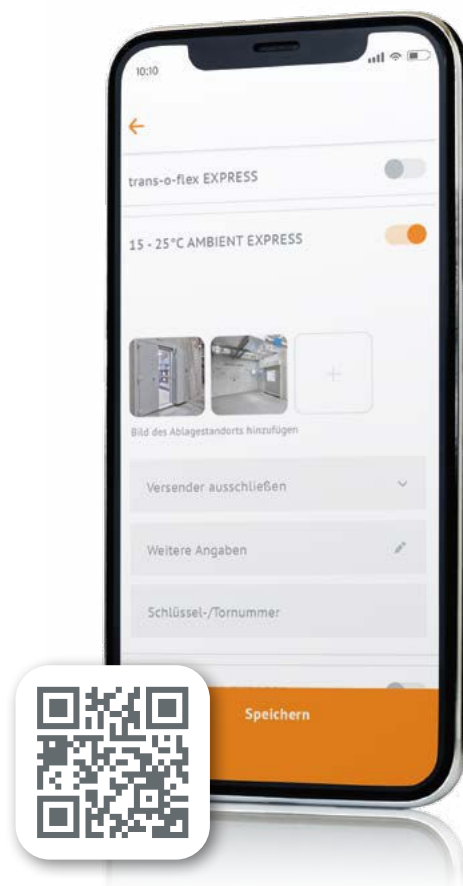 10:10
trans-o-flex EXPRESS
15 - 25°C AMBIENT EXPRESS
Bild des Ablagestandorts hinzufügen
Versender ausschließen
Weitere Angaben
Schlüssel-/Tornummer
Speichern